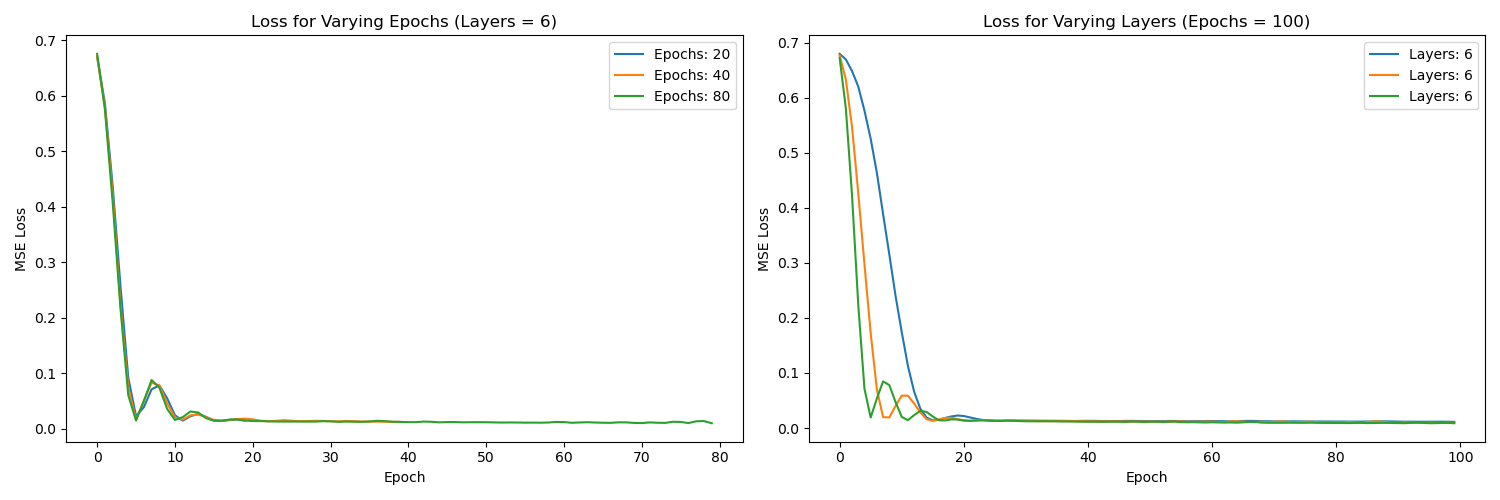 Loss for Varying Epochs (Layers = 6)
MSE Loss
0.7
0.6
0.5
0.4
0.3
0.2
0.1
0.0
Epochs: 20
Epochs: 40
Epochs: 80
0 10 20 30 40 50 60 70 80
Epoch
Loss for Varying Layers (Epochs = 100)
MSE Loss
0.7
0.6
0.5
0.4
0.3
0.2
0.1
0.0
Layers: 6
Layers: 6
Layers: 6
0 20 40 60 80 100
Epoch